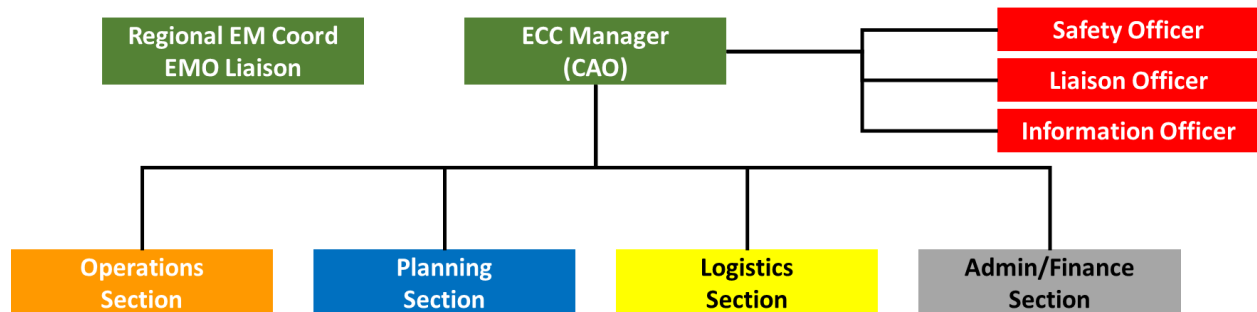 Regional EM Coord
EMO Liaison
ECC Manager
(CAO)
Safety Officer
Liaison Officer
Information Officer
Operations
Section
Planning
Section
Logistics
Section
Admin/Finance
Section